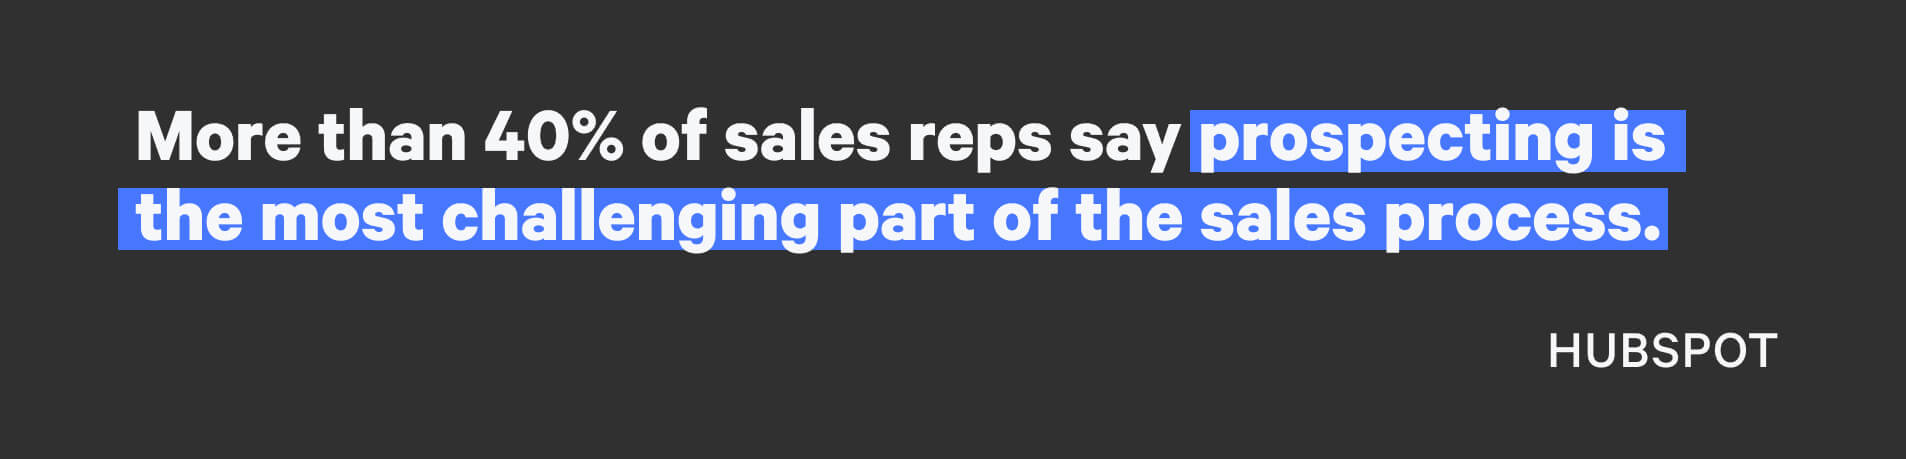 More than 40% of sales reps say prospecting is
the most challenging part of the sales process.
HUBSPOT